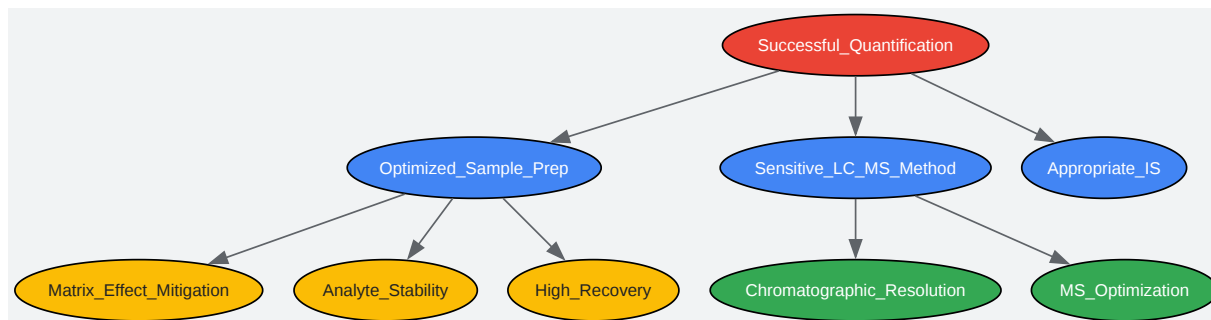 Successful_Quantification
Optimized_Sample_Prep
Sensitive_LC_MS_Method
Appropriate_IS
Matrix_Effect_Mitigation
Analyte_Stability
High_Recovery
Chromatographic_Resolution
MS_Optimization